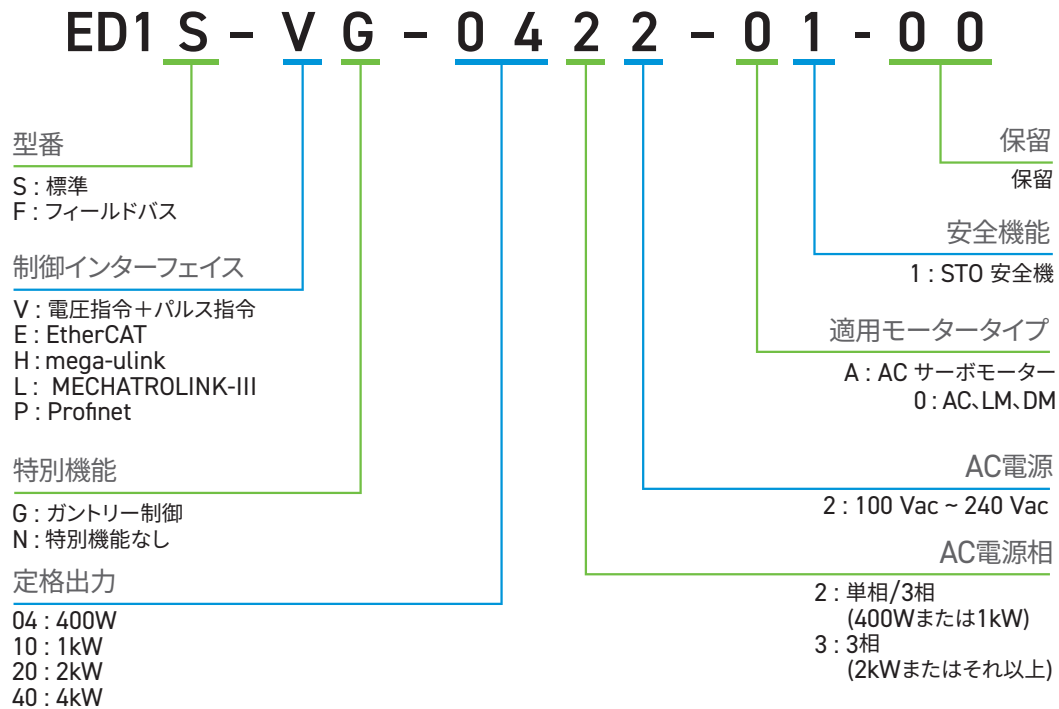 ED1 S - V G - 0 4 2 2 - 0 1 - 0 0
型番
S : 標準
F : フィールドバス
制御インターフェイス
V : 電圧指令＋パルス指令
E : EtherCAT
H : mega-ulink
L : MECHATROLINK-III
P : Profinet
特別機能
G : ガントリー制御
N : 特別機能なし
定格出力
04 : 400W
10 : 1kW
20 : 2kW
40 : 4kW
保留
保留
安全機能
1 : STO 安全機
適用モータータイプ
A : AC サーボモーター
0 : AC、LM、DM
AC電源
2 : 100 Vac ~ 240 Vac
AC電源相
2 : 単相/3相
(400Wまたは1kW)
3 : 3相
(2kWまたはそれ以上)